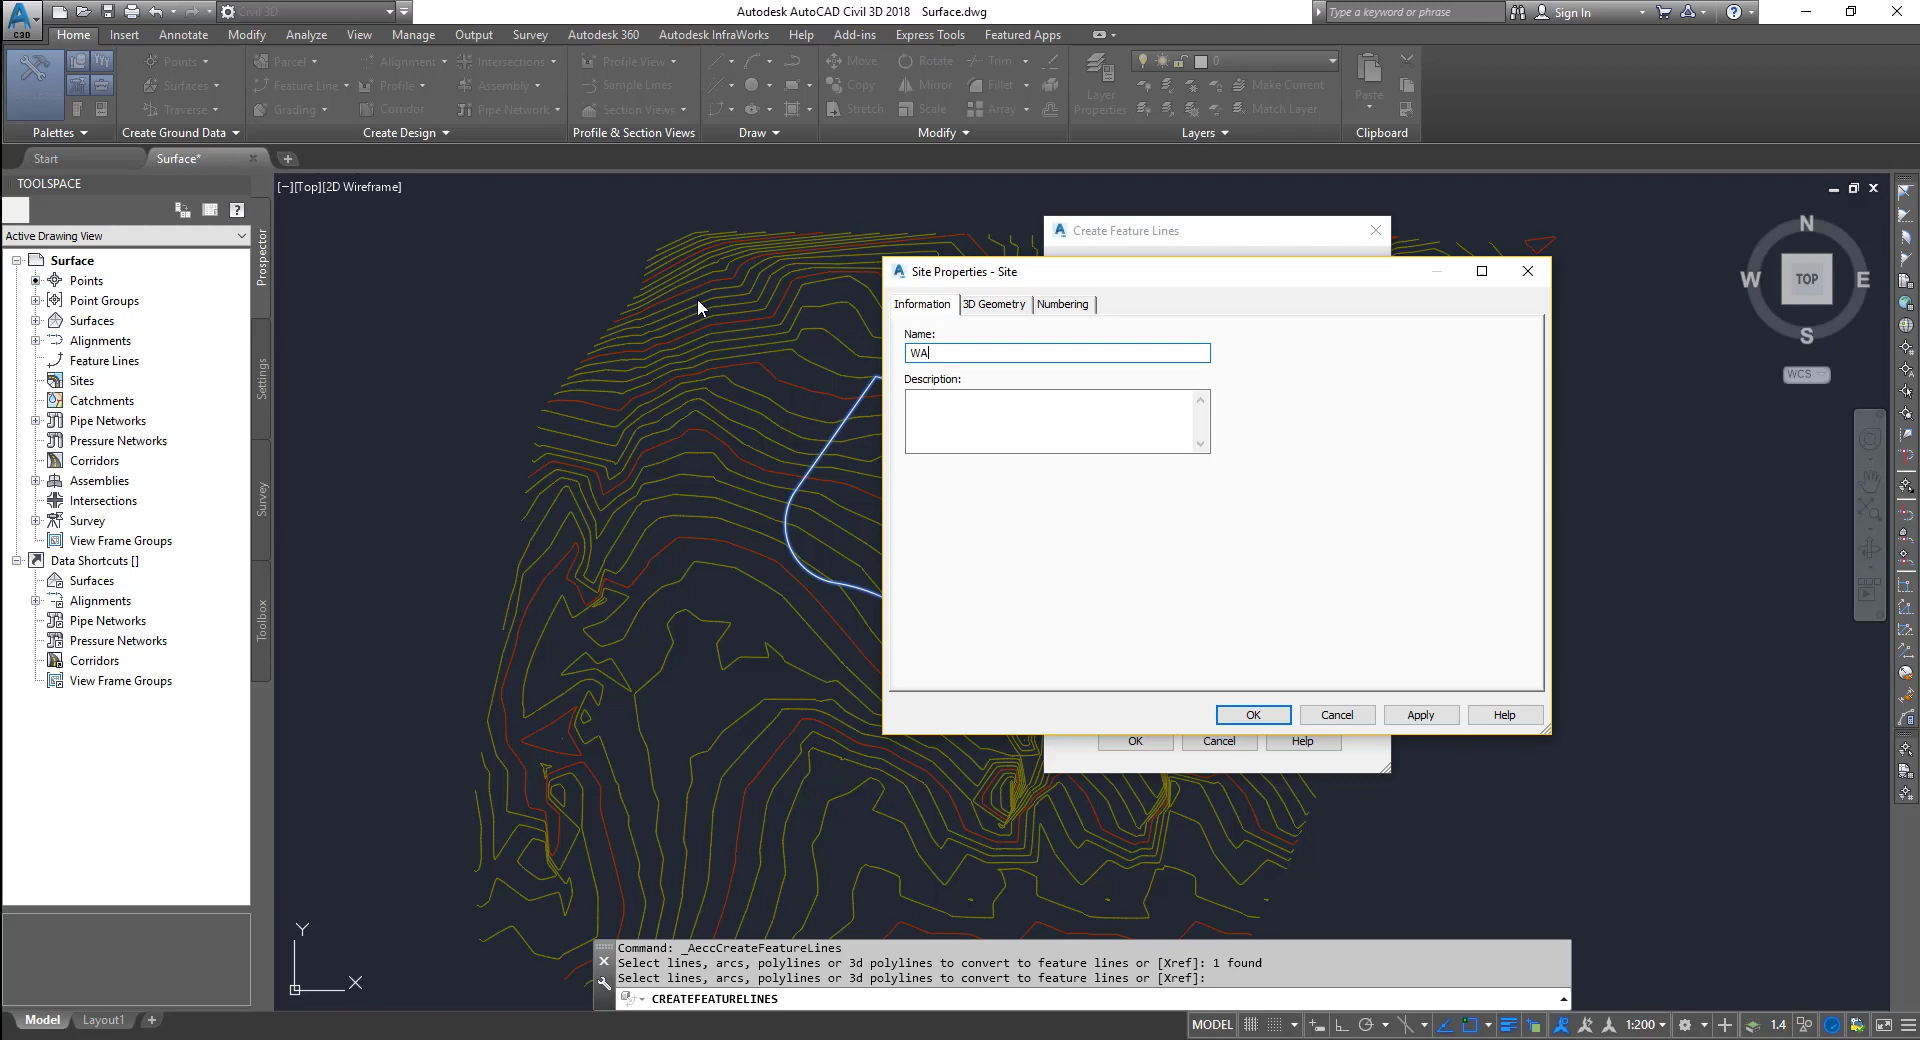 C3D
Civil 3D
Autodesk AutoCAD Civil 3D 2018 Surface.dwg
Type a keyword or phrase
Sign In
Home Insert Annotate Modify Analyze View Manage Output Survey Autodesk 360 Autodesk InfraWorks Help Add-ins Express Tools Featured Apps
Points Parcel Alignment Intersections Profile View Move Rotate Trim 0
Surfaces Feature Line Profile Assembly Sample Lines Copy Mirror Fillet Make Current
Traverse Grading Corridor Pipe Network Section Views Stretch Scale Array Match Layer
Layer Properties
Paste
Palettes Create Ground Data Create Design Profile & Section Views Draw Modify Layers Clipboard
Start Surface*
TOOLSPACE
[−][Top][2D Wireframe]
Active Drawing View
Prospector
Settings
Survey
Toolbox
Surface
Points
Point Groups
Surfaces
Alignments
Feature Lines
Sites
Catchments
Pipe Networks
Pressure Networks
Corridors
Assemblies
Intersections
Survey
View Frame Groups
Data Shortcuts []
Surfaces
Alignments
Pipe Networks
Pressure Networks
Corridors
View Frame Groups
Create Feature Lines
Site Properties - Site
Information 3D Geometry Numbering
Name:
WA
Description:
OK Cancel Apply Help
OK Cancel Help
N
W TOP E
S
WCS
Y
X
Command: _AeccCreateFeatureLines
Select lines, arcs, polylines or 3d polylines to convert to feature lines or [Xref]: 1 found
Select lines, arcs, polylines or 3d polylines to convert to feature lines or [Xref]:
CREATEFEATURELINES
Model Layout1
MODEL 1:200 1.4